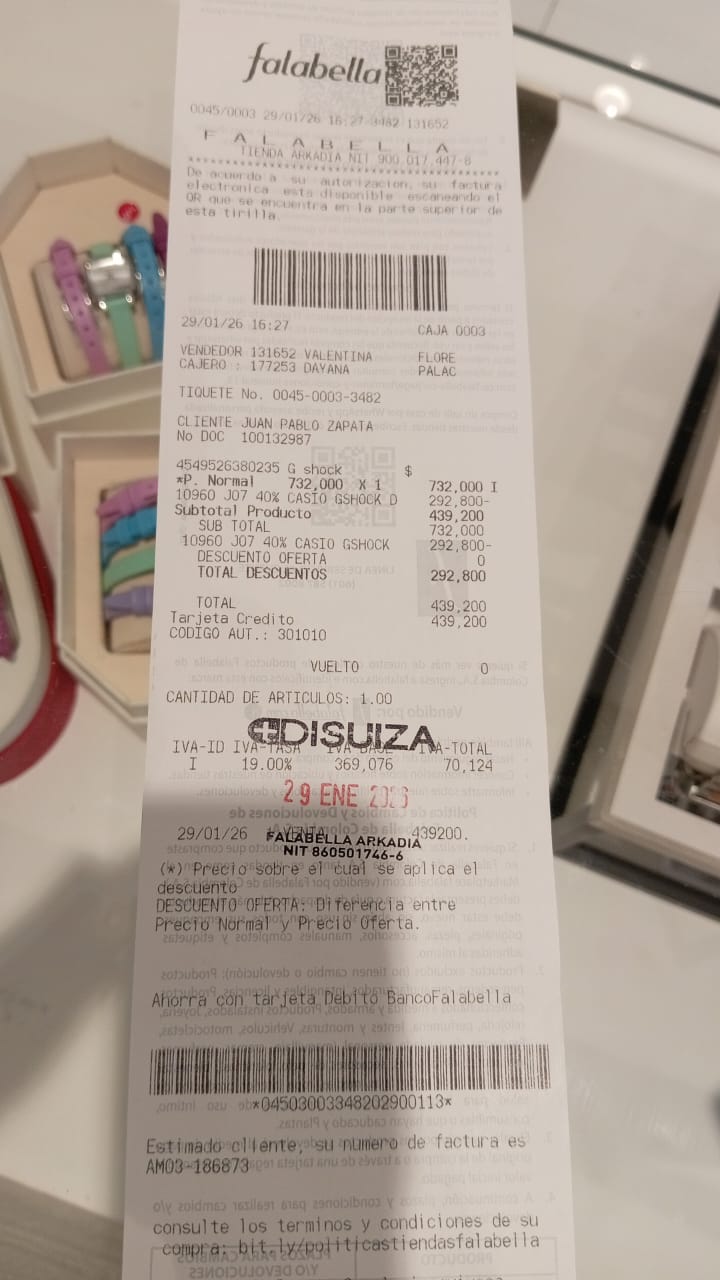 falabella
0045/0003 29/01/26 16:27 3482 131652
F A L A B E L L A
TIENDA ARKADIA NIT 900.017.447-8
****************************************
De acuerdo a su autorizacion, su factura
electronica esta disponible escaneando el
QR que se encuentra en la parte superior de
esta tirilla.
29/01/26 16:27 CAJA 0003
VENDEDOR 131652 VALENTINA FLORE
CAJERO : 177253 DAYANA PALAC
TIQUETE No. 0045-0003-3482
CLIENTE JUAN PABLO ZAPATA
No DOC 100132987
4549526380235 G shock $
*P. Normal 732,000 X 1 732,000 I
10960 J07 40% CASIO GSHOCK D 292,800-
Subtotal Producto 439,200
SUB TOTAL 732,000
10960 J07 40% CASIO GSHOCK 292,800-
DESCUENTO OFERTA 0
TOTAL DESCUENTOS 292,800
TOTAL 439,200
Tarjeta Credito 439,200
CODIGO AUT.: 301010
VUELTO 0
CANTIDAD DE ARTICULOS: 1.00
DISUIZA
IVA-ID IVA-TASA IVA-BASE IVA-TOTAL
I 19.00% 369,076 70,124
29 ENE 2026
29/01/26 439200.
FALABELLA ARKADIA
NIT 860501746-6
(*) Precio sobre el cual se aplica el
descuento
DESCUENTO OFERTA: Diferencia entre
Precio Normal y Precio Oferta.
Ahorra con tarjeta Debito BancoFalabella
*04503003348202900113*
Estimado cliente, su numero de factura es
AM03-186873
consulte los terminos y condiciones de su
compra: bit.ly/politicastiendasfalabella